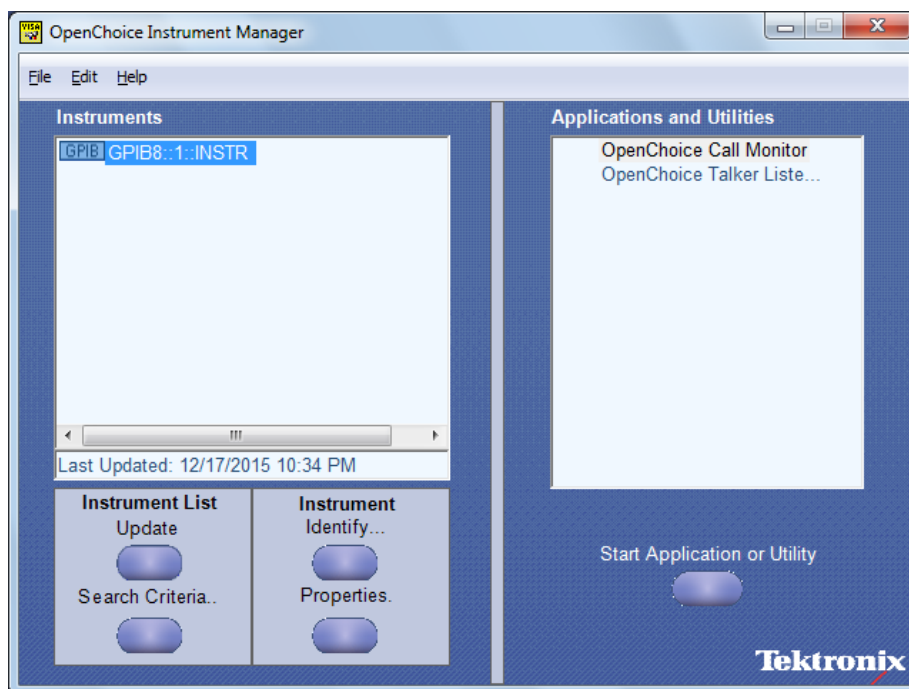 VISA
OpenChoice Instrument Manager
File Edit Help
Instruments
GPIB GPIB8::1::INSTR
Last Updated: 12/17/2015 10:34 PM
Instrument List
Update
Search Criteria..
Instrument
Identify...
Properties.
Applications and Utilities
OpenChoice Call Monitor
OpenChoice Talker Liste...
Start Application or Utility
Tektronix